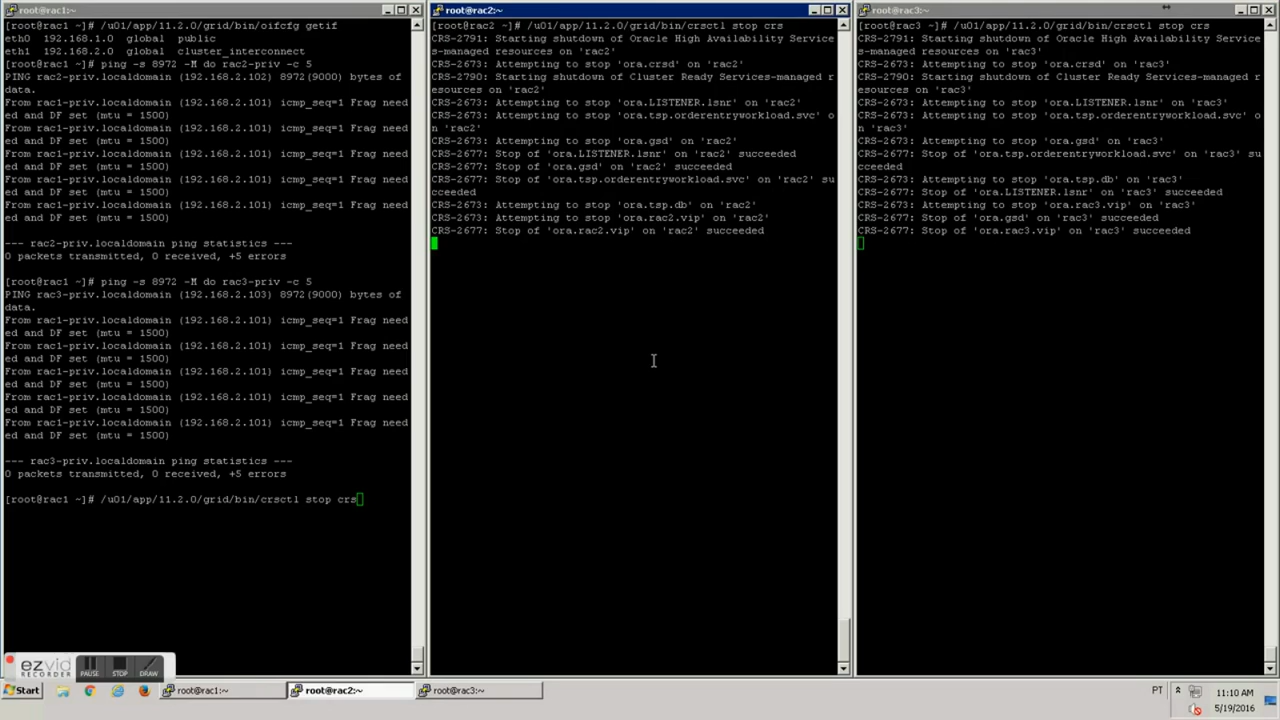 root@rac1:~
[root@rac1 ~]# /u01/app/11.2.0/grid/bin/oifcfg getif
eth0  192.168.1.0  global  public
eth1  192.168.2.0  global  cluster_interconnect
[root@rac1 ~]# ping -s 8972 -M do rac2-priv -c 5
PING rac2-priv.localdomain (192.168.2.102) 8972(9000) bytes of
data.
From rac1-priv.localdomain (192.168.2.101) icmp_seq=1 Frag need
ed and DF set (mtu = 1500)
From rac1-priv.localdomain (192.168.2.101) icmp_seq=1 Frag need
ed and DF set (mtu = 1500)
From rac1-priv.localdomain (192.168.2.101) icmp_seq=1 Frag need
ed and DF set (mtu = 1500)
From rac1-priv.localdomain (192.168.2.101) icmp_seq=1 Frag need
ed and DF set (mtu = 1500)
From rac1-priv.localdomain (192.168.2.101) icmp_seq=1 Frag need
ed and DF set (mtu = 1500)
--- rac2-priv.localdomain ping statistics ---
0 packets transmitted, 0 received, +5 errors
[root@rac1 ~]# ping -s 8972 -M do rac3-priv -c 5
PING rac3-priv.localdomain (192.168.2.103) 8972(9000) bytes of
data.
From rac1-priv.localdomain (192.168.2.101) icmp_seq=1 Frag need
ed and DF set (mtu = 1500)
From rac1-priv.localdomain (192.168.2.101) icmp_seq=1 Frag need
ed and DF set (mtu = 1500)
From rac1-priv.localdomain (192.168.2.101) icmp_seq=1 Frag need
ed and DF set (mtu = 1500)
From rac1-priv.localdomain (192.168.2.101) icmp_seq=1 Frag need
ed and DF set (mtu = 1500)
From rac1-priv.localdomain (192.168.2.101) icmp_seq=1 Frag need
ed and DF set (mtu = 1500)
--- rac3-priv.localdomain ping statistics ---
0 packets transmitted, 0 received, +5 errors
[root@rac1 ~]# /u01/app/11.2.0/grid/bin/crsctl stop crs
root@rac2:~
[root@rac2 ~]# /u01/app/11.2.0/grid/bin/crsctl stop crs
CRS-2791: Starting shutdown of Oracle High Availability Service
s-managed resources on 'rac2'
CRS-2673: Attempting to stop 'ora.crsd' on 'rac2'
CRS-2790: Starting shutdown of Cluster Ready Services-managed r
esources on 'rac2'
CRS-2673: Attempting to stop 'ora.LISTENER.lsnr' on 'rac2'
CRS-2673: Attempting to stop 'ora.tsp.orderentryworkload.svc' o
n 'rac2'
CRS-2673: Attempting to stop 'ora.gsd' on 'rac2'
CRS-2677: Stop of 'ora.LISTENER.lsnr' on 'rac2' succeeded
CRS-2677: Stop of 'ora.gsd' on 'rac2' succeeded
CRS-2677: Stop of 'ora.tsp.orderentryworkload.svc' on 'rac2' su
cceeded
CRS-2673: Attempting to stop 'ora.tsp.db' on 'rac2'
CRS-2673: Attempting to stop 'ora.rac2.vip' on 'rac2'
CRS-2677: Stop of 'ora.rac2.vip' on 'rac2' succeeded
root@rac3:~
[root@rac3 ~]# /u01/app/11.2.0/grid/bin/crsctl stop crs
CRS-2791: Starting shutdown of Oracle High Availability Service
s-managed resources on 'rac3'
CRS-2673: Attempting to stop 'ora.crsd' on 'rac3'
CRS-2790: Starting shutdown of Cluster Ready Services-managed r
esources on 'rac3'
CRS-2673: Attempting to stop 'ora.LISTENER.lsnr' on 'rac3'
CRS-2673: Attempting to stop 'ora.tsp.orderentryworkload.svc' o
n 'rac3'
CRS-2673: Attempting to stop 'ora.gsd' on 'rac3'
CRS-2677: Stop of 'ora.tsp.orderentryworkload.svc' on 'rac3' su
cceeded
CRS-2673: Attempting to stop 'ora.tsp.db' on 'rac3'
CRS-2677: Stop of 'ora.LISTENER.lsnr' on 'rac3' succeeded
CRS-2673: Attempting to stop 'ora.rac3.vip' on 'rac3'
CRS-2677: Stop of 'ora.gsd' on 'rac3' succeeded
CRS-2677: Stop of 'ora.rac3.vip' on 'rac3' succeeded
ezvid
RECORDER
PAUSE
STOP
DRAW
Start
root@rac1:~
root@rac2:~
root@rac3:~
PT
11:10 AM
5/19/2016